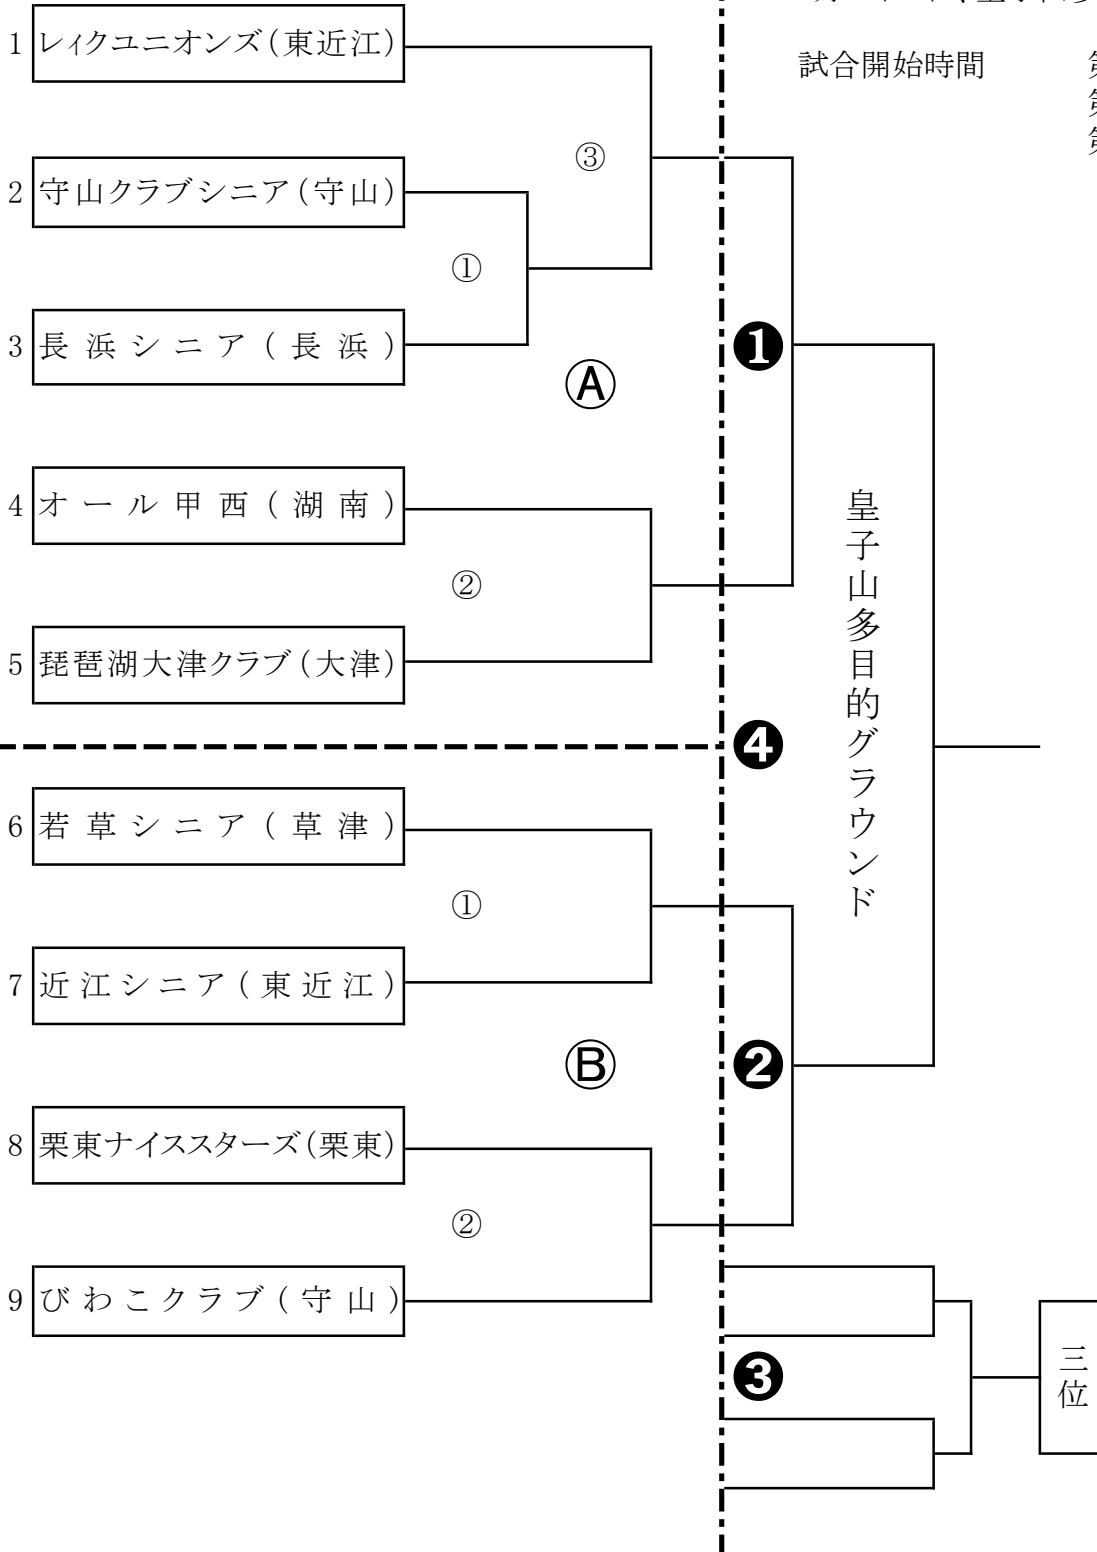 試合開始時間
1 レイクユニオンズ(東近江)
③
2 守山クラブシニア(守山)
①
3 長浜シニア(長浜)
❶
Ⓐ
4 オール甲西(湖南)
②
5 琵琶湖大津クラブ(大津)
皇子山多目的グラウンド
❹
6 若草シニア(草津)
①
7 近江シニア(東近江)
Ⓑ
❷
8 栗東ナイススターズ(栗東)
②
9 びわこクラブ(守山)
❸
三位